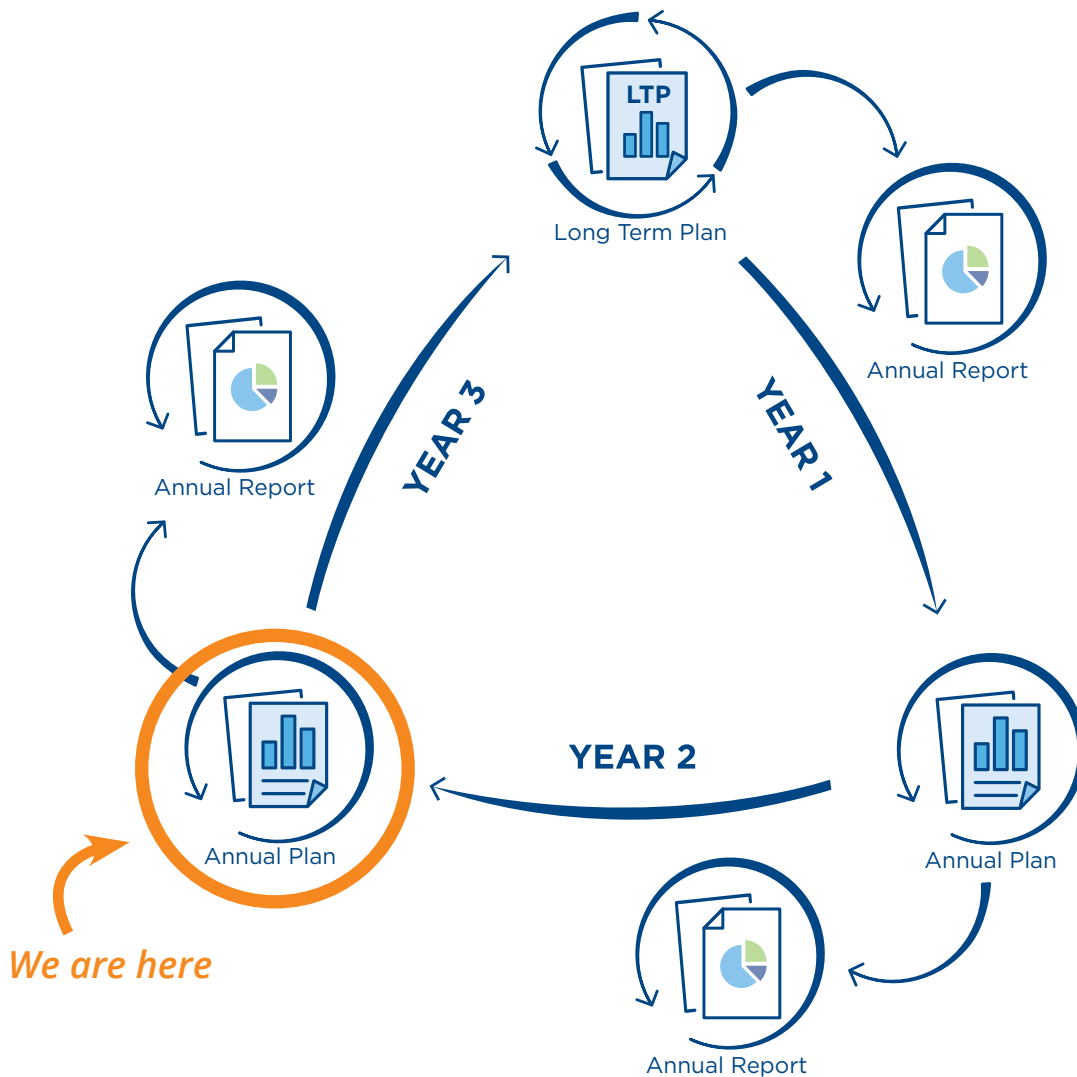 LTP
Long Term Plan
Annual Report
YEAR 1
YEAR 3
Annual Report
YEAR 2
Annual Plan
Annual Plan
We are here
Annual Report